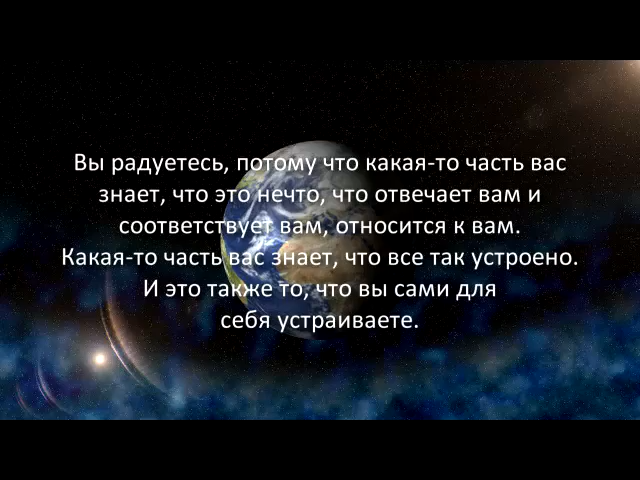 Вы радуетесь, потому что какая-то часть вас
знает, что это нечто, что отвечает вам и
соответствует вам, относится к вам.
Какая-то часть вас знает, что все так устроено.
И это также то, что вы сами для
себя устраиваете.